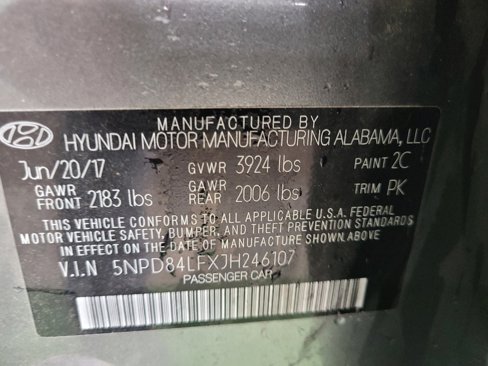 MANUFACTURED BY
HYUNDAI MOTOR MANUFACTURING ALABAMA, LLC
Jun/20/17 GVWR 3924 lbs PAINT 2C
GAWR FRONT 2183 lbs GAWR REAR 2006 lbs TRIM PK
THIS VEHICLE CONFORMS TO ALL APPLICABLE U.S.A. FEDERAL
MOTOR VEHICLE SAFETY, BUMPER, AND THEFT PREVENTION STANDARDS
IN EFFECT ON THE DATE OF MANUFACTURE SHOWN ABOVE.
V.I.N 5NPD84LFXJH246107
PASSENGER CAR